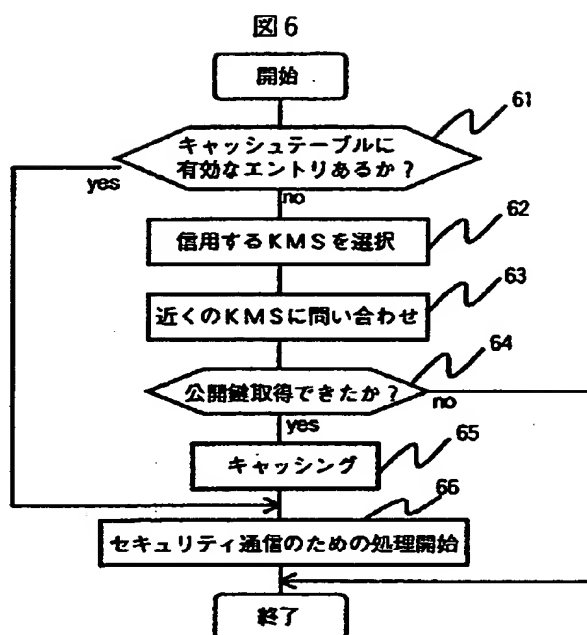 図6
開始
61
キャッシュテーブルに
有効なエントリあるか?
yes
no
62
信用するKMSを選択
63
近くのKMSに問い合わせ
64
公開鍵取得できたか?
no
yes
65
キャッシング
66
セキュリティ通信のための処理開始
終了